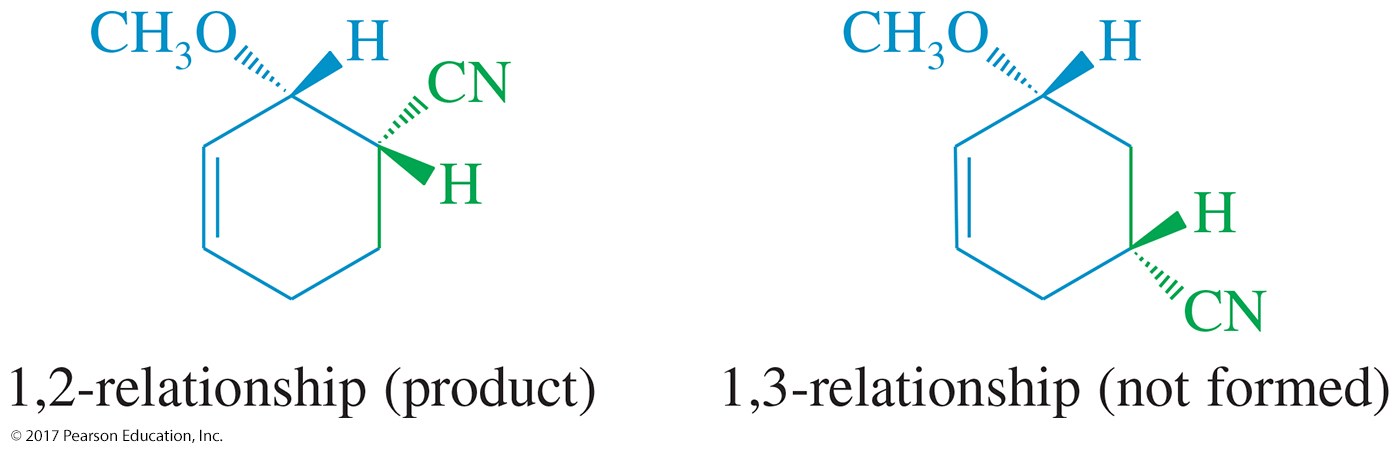 CH₃O H CN H
CH₃O H H CN
1,2-relationship (product)
1,3-relationship (not formed)
© 2017 Pearson Education, Inc.